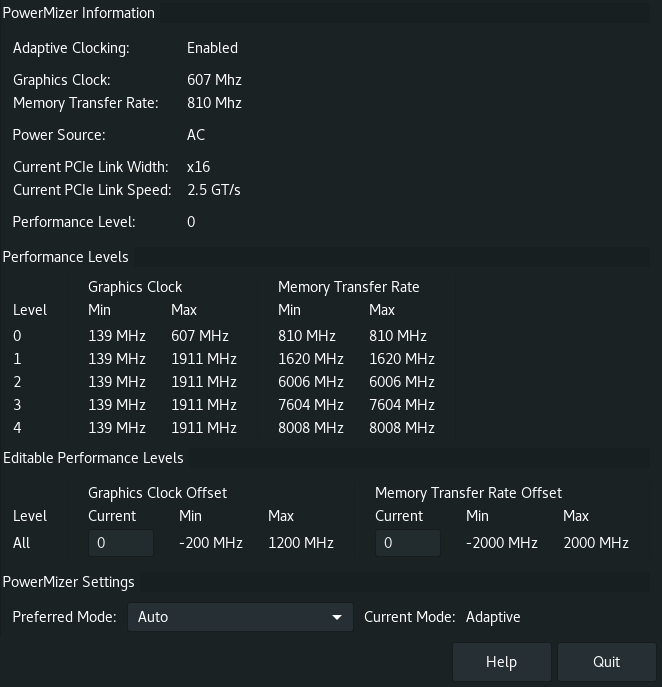 PowerMizer Information
Adaptive Clocking: Enabled
Graphics Clock: 607 Mhz
Memory Transfer Rate: 810 Mhz
Power Source: AC
Current PCIe Link Width: x16
Current PCIe Link Speed: 2.5 GT/s
Performance Level: 0
Performance Levels
Graphics Clock Memory Transfer Rate
Level Min Max Min Max
0 139 MHz 607 MHz 810 MHz 810 MHz
1 139 MHz 1911 MHz 1620 MHz 1620 MHz
2 139 MHz 1911 MHz 6006 MHz 6006 MHz
3 139 MHz 1911 MHz 7604 MHz 7604 MHz
4 139 MHz 1911 MHz 8008 MHz 8008 MHz
Editable Performance Levels
Graphics Clock Offset Memory Transfer Rate Offset
Level Current Min Max Current Min Max
All 0 -200 MHz 1200 MHz 0 -2000 MHz 2000 MHz
PowerMizer Settings
Preferred Mode: Auto Current Mode: Adaptive
Help Quit